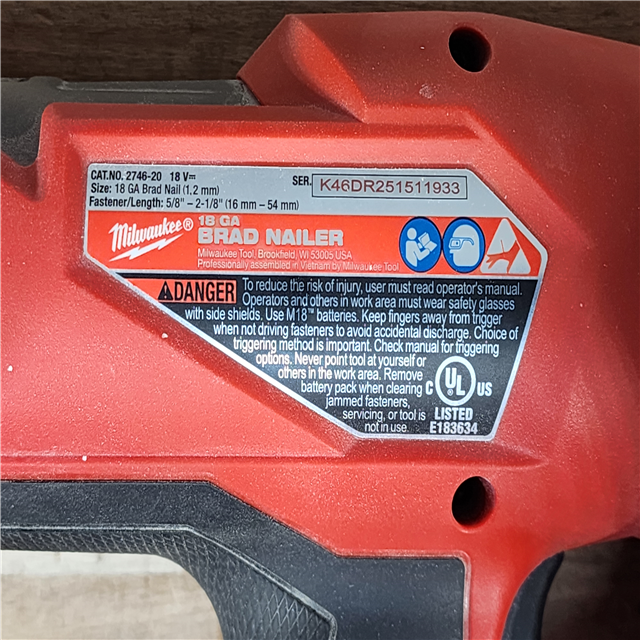 CAT.NO. 2746-20 18 V⎓
Size: 18 GA Brad Nail (1,2 mm)
Fastener/Length: 5/8" – 2-1/8" (16 mm – 54 mm)
SER. K46DR251511933
Milwaukee®
18 GA
BRAD NAILER
Milwaukee Tool, Brookfield, WI 53005 USA
Professionally assembled in Vietnam by Milwaukee Tool
DANGER
To reduce the risk of injury, user must read operator's manual.
Operators and others in work area must wear safety glasses
with side shields. Use M18™ batteries. Keep fingers away from trigger
when not driving fasteners to avoid accidental discharge. Choice of
triggering method is important. Check manual for triggering
options. Never point tool at yourself or
others in the work area. Remove
battery pack when clearing
jammed fasteners,
servicing, or tool is
not in use.
C UL US
LISTED
E183634